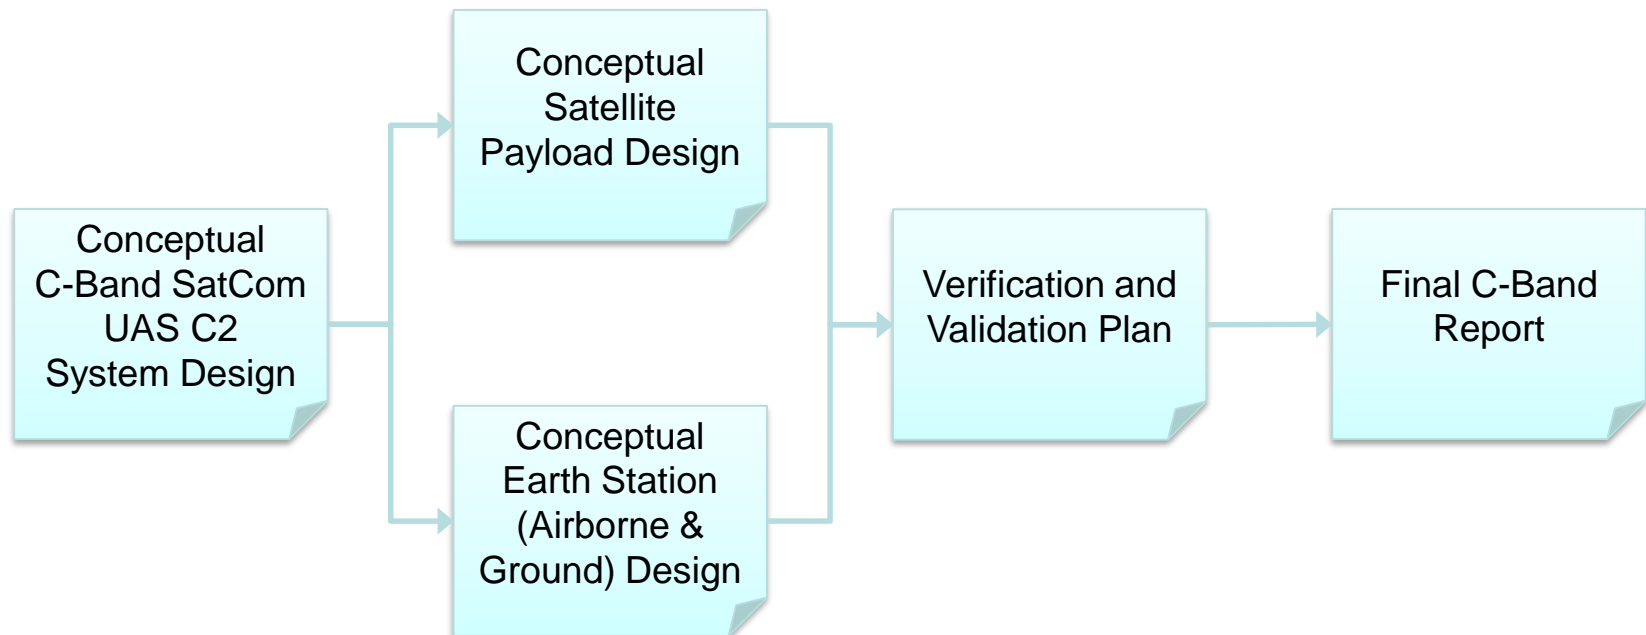 Conceptual
C-Band SatCom
UAS C2
System Design
Conceptual
Satellite
Payload Design
Conceptual
Earth Station
(Airborne &
Ground) Design
Verification and
Validation Plan
Final C-Band
Report